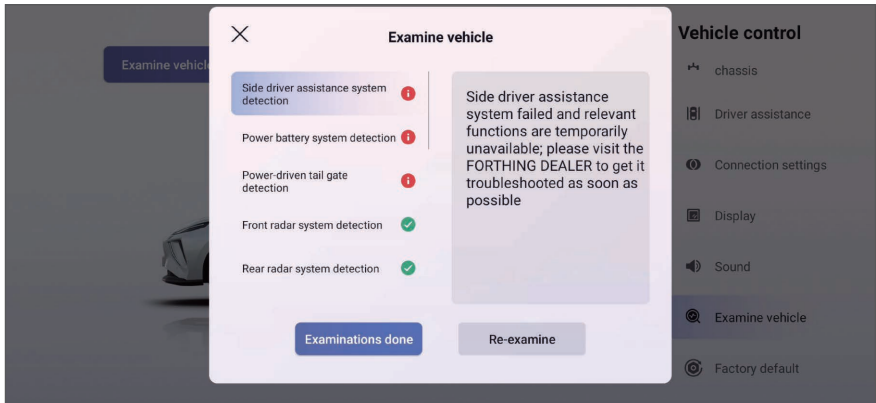 Examine vehicle
Side driver assistance system
detection
Power battery system detection
Power-driven tail gate
detection
Front radar system detection
Rear radar system detection
Side driver assistance
system failed and relevant
functions are temporarily
unavailable; please visit the
FORTHING DEALER to get it
troubleshooted as soon as
possible
Examinations done
Re-examine
Examine vehicle
Vehicle control
chassis
Driver assistance
Connection settings
Display
Sound
Examine vehicle
Factory default